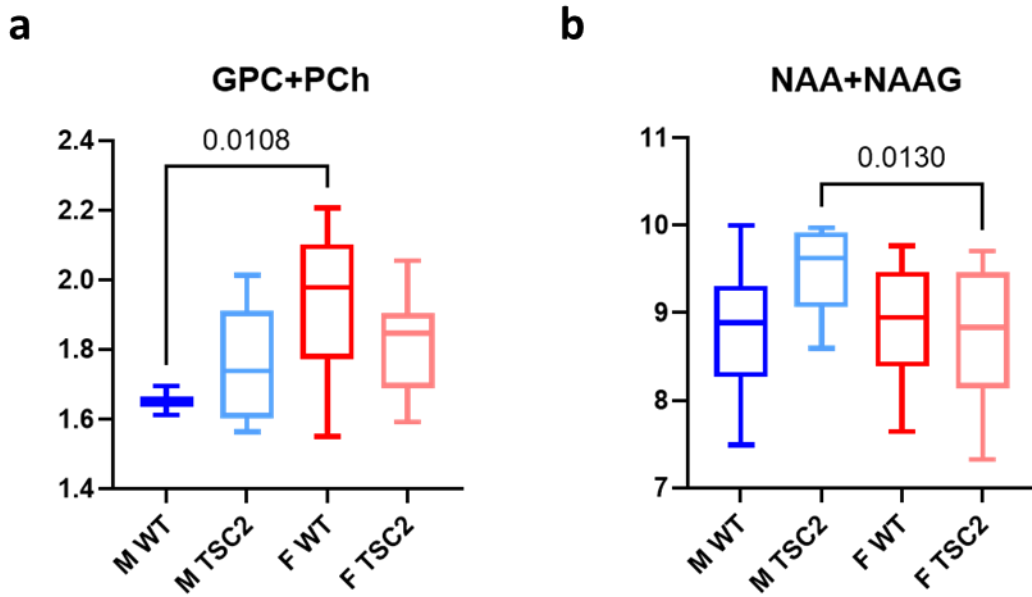 a
GPC+PCh
0.0108
2.4
2.2
2.0
1.8
1.6
1.4
M WT
M TSC2
F WT
F TSC2
b
NAA+NAAG
0.0130
11
10
9
8
7
M WT
M TSC2
F WT
F TSC2